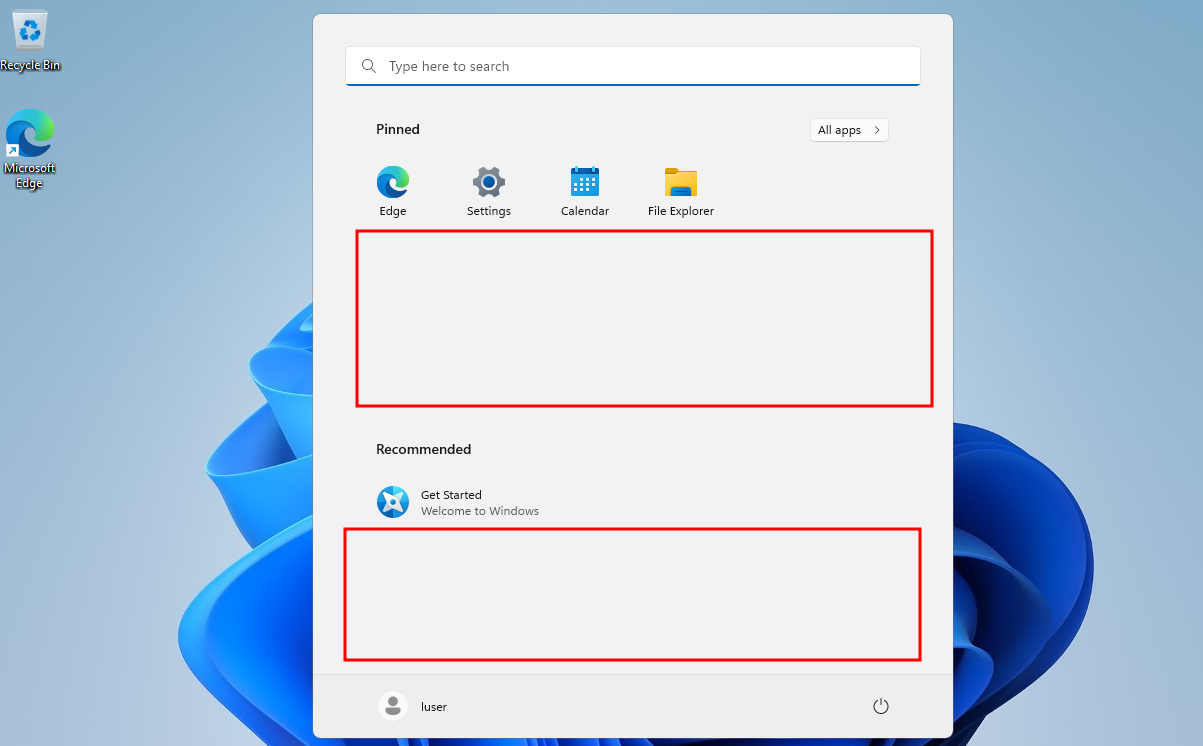 Recycle Bin
Microsoft
Edge
Type here to search
Pinned
All apps
Edge
Settings
Calendar
File Explorer
Recommended
Get Started
Welcome to Windows
luser